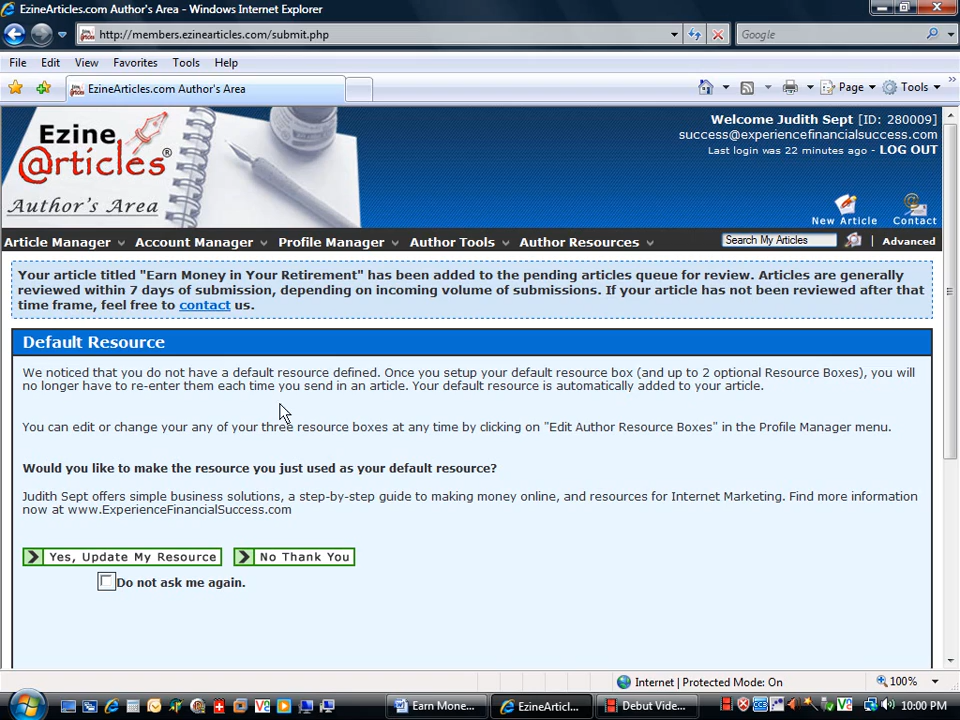 EzineArticles.com Author's Area - Windows Internet Explorer
http://members.ezinearticles.com/submit.php
Google
File Edit View Favorites Tools Help
EzineArticles.com Author's Area
Page Tools
Ezine
@rticles®
Author's Area
Welcome Judith Sept [ID: 280009]
success@experiencefinancialsuccess.com
Last login was 22 minutes ago - LOG OUT
New Article Contact
Article Manager Account Manager Profile Manager Author Tools Author Resources Search My Articles Advanced
Your article titled "Earn Money in Your Retirement" has been added to the pending articles queue for review. Articles are generally
reviewed within 7 days of submission, depending on incoming volume of submissions. If your article has not been reviewed after that
time frame, feel free to contact us.
Default Resource
We noticed that you do not have a default resource defined. Once you setup your default resource box (and up to 2 optional Resource Boxes), you will
no longer have to re-enter them each time you send in an article. Your default resource is automatically added to your article.
You can edit or change your any of your three resource boxes at any time by clicking on "Edit Author Resource Boxes" in the Profile Manager menu.
Would you like to make the resource you just used as your default resource?
Judith Sept offers simple business solutions, a step-by-step guide to making money online, and resources for Internet Marketing. Find more information
now at www.ExperienceFinancialSuccess.com
Yes, Update My Resource No Thank You
Do not ask me again.
Internet | Protected Mode: On 100%
Earn Mone... EzineArticl... Debut Vide... 10:00 PM